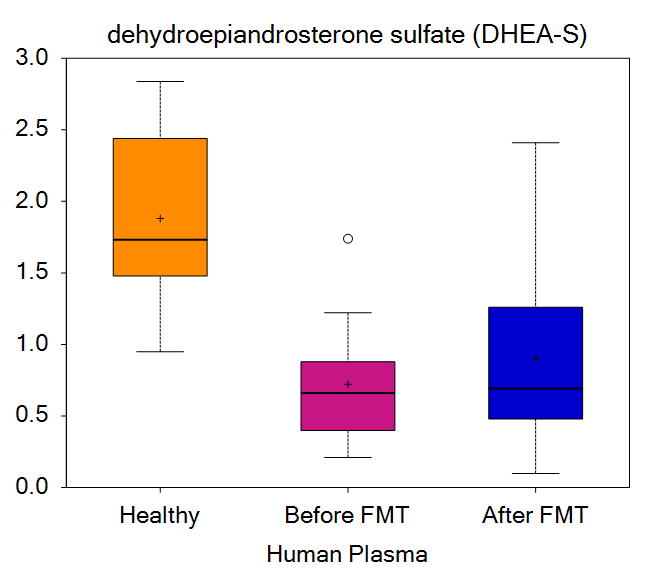 dehydroepiandrosterone sulfate (DHEA-S)
3.0
2.5
2.0
1.5
1.0
0.5
0.0
Healthy Before FMT After FMT
Human Plasma